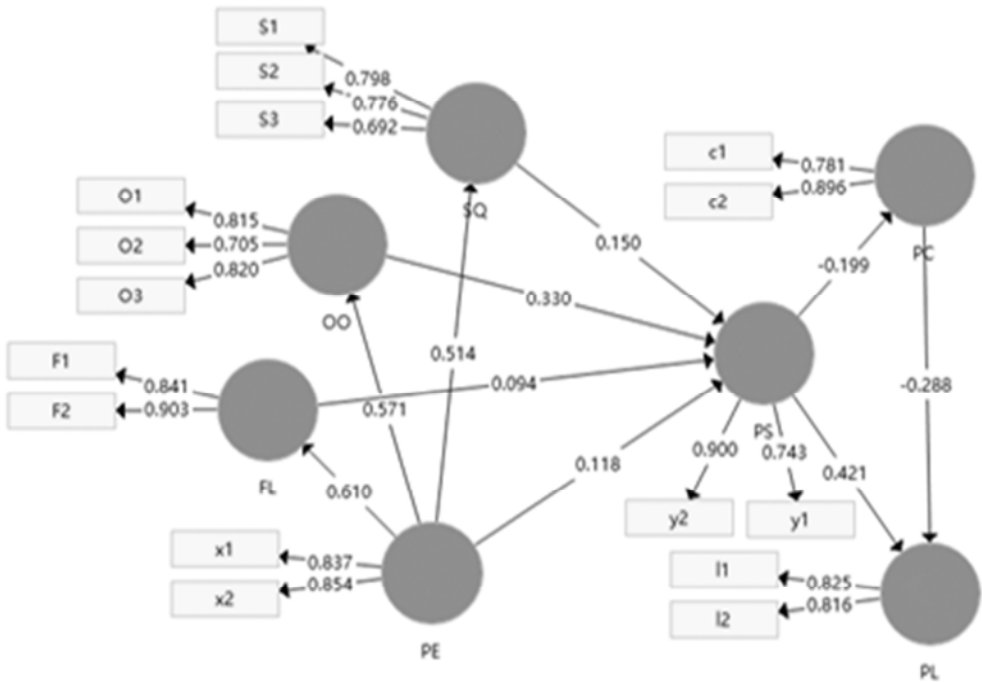 S1
S2
S3
0.798
0.776
0.692
SQ
O1
O2
O3
0.815
0.705
0.820
OO
c1
c2
0.781
0.896
PC
0.150
-0.199
0.330
F1
F2
0.841
0.903
FL
0.514
0.094
0.571
-0.288
PS
0.900
0.743
0.421
0.118
0.610
y2
y1
x1
x2
0.837
0.854
PE
l1
l2
0.825
0.816
PL